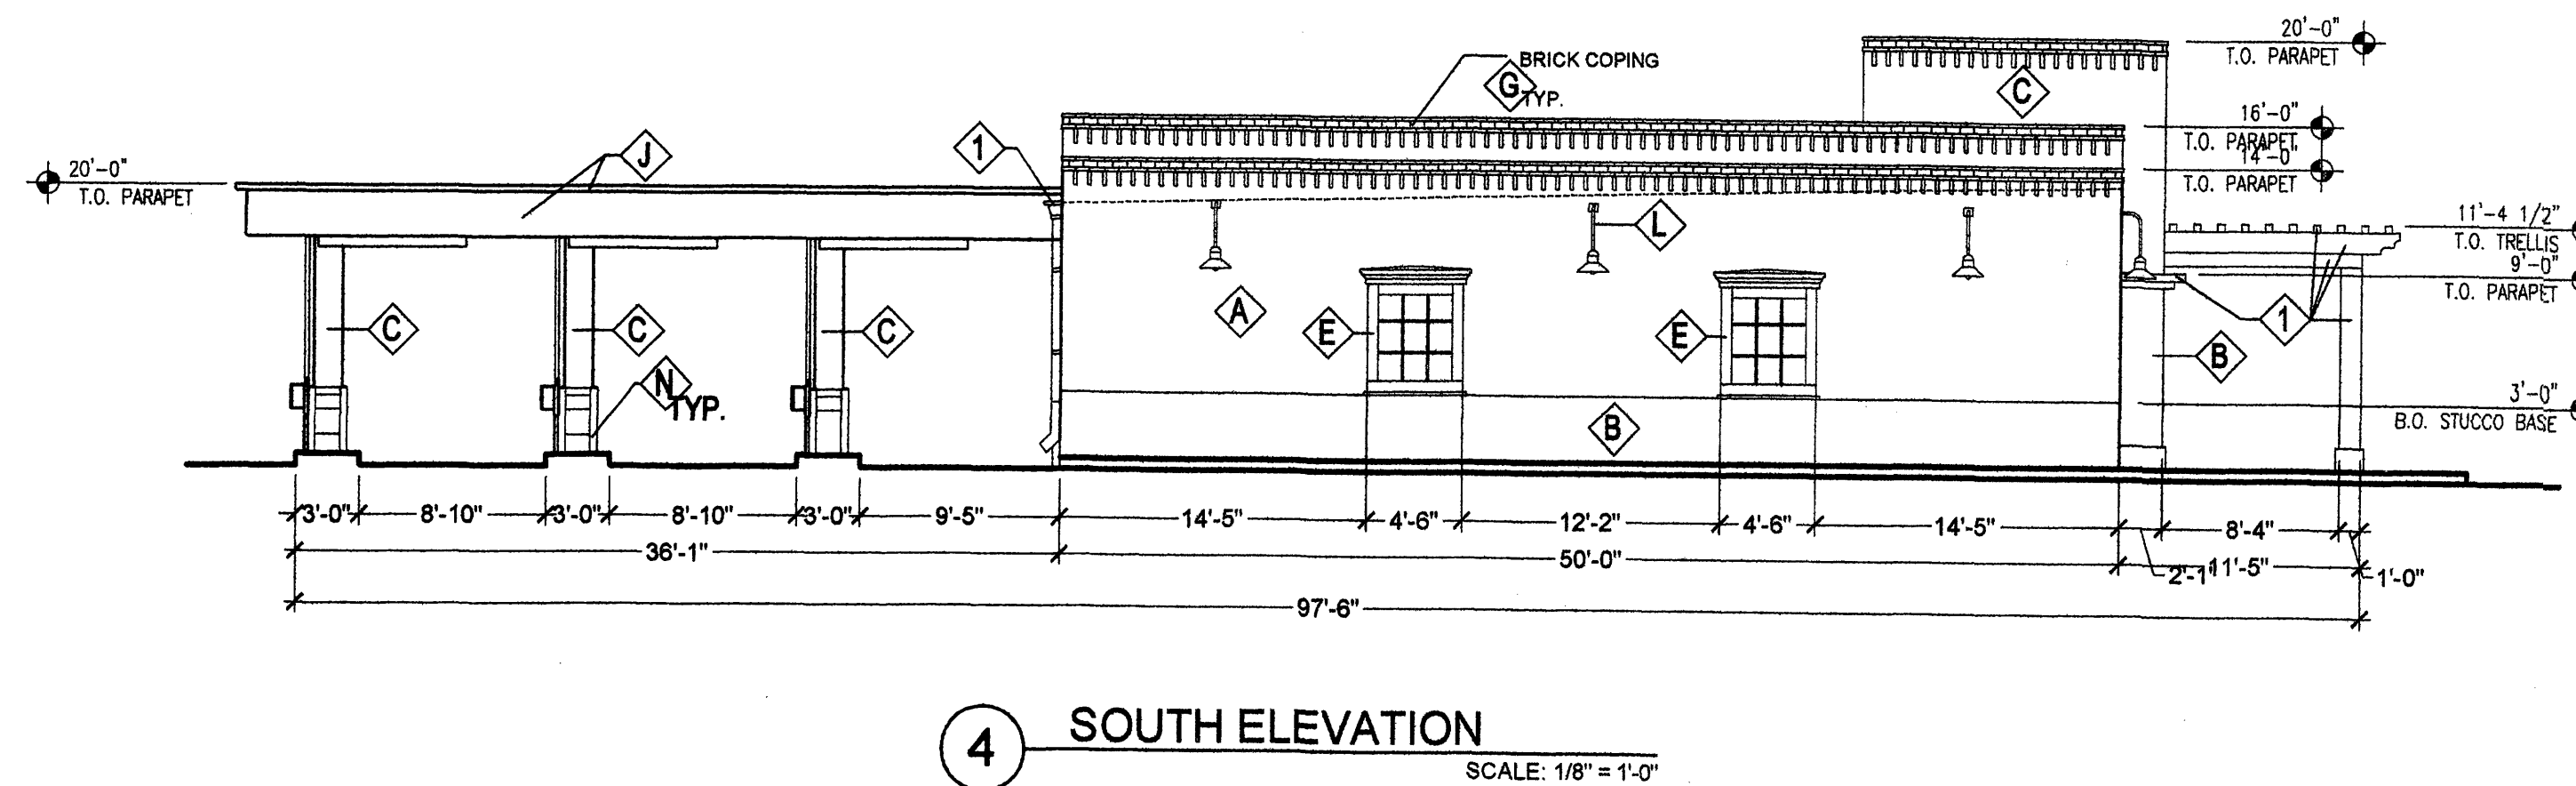 20'-0"
T.O. PARAPET
BRICK COPING
G
TYP.
C
16'-0"
T.O. PARAPET
14'-0"
T.O. PARAPET
20'-0"
T.O. PARAPET
J
1
L
11'-4 1/2"
T.O. TRELLIS
9'-0"
T.O. PARAPET
C
C
C
A
E
E
1
B
N
TYP.
B
3'-0"
B.O. STUCCO BASE
3'-0"
8'-10"
3'-0"
8'-10"
3'-0"
9'-5"
14'-5"
4'-6"
12'-2"
4'-6"
14'-5"
8'-4"
36'-1"
50'-0"
2'-1"
11'-5"
1'-0"
97'-6"
4
SOUTH ELEVATION
SCALE: 1/8" = 1'-0"